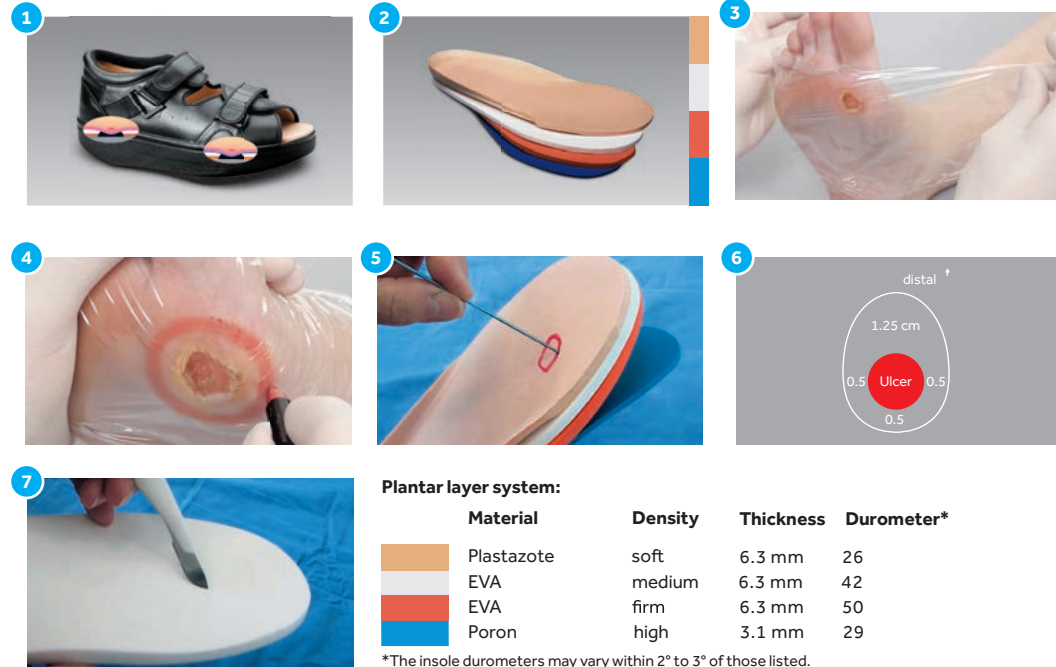 1
2
3
4
5
6
distal
1.25 cm
0.5 Ulcer 0.5
0.5
7
Plantar layer system:
Material Density Thickness Durometer*
Plastazote soft 6.3 mm 26
EVA medium 6.3 mm 42
EVA firm 6.3 mm 50
Poron high 3.1 mm 29
*The insole durometers may vary within 2° to 3° of those listed.